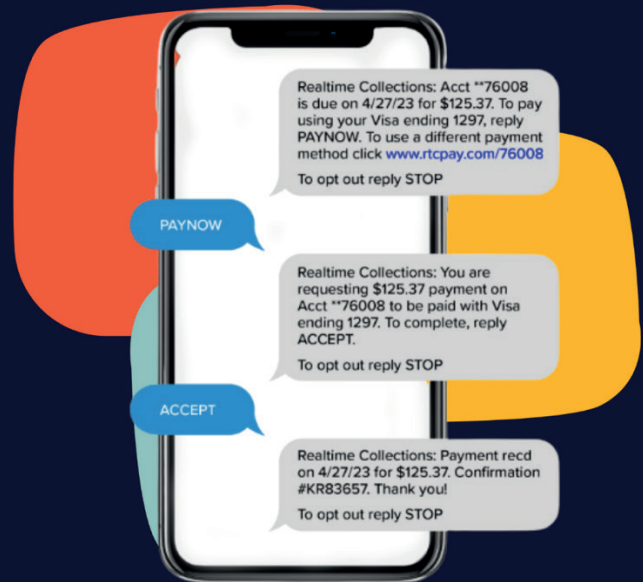 Realtime Collections: Acct **76008
is due on 4/27/23 for $125.37. To pay
using your Visa ending 1297, reply
PAYNOW. To use a different payment
method click www.rtcpay.com/76008
To opt out reply STOP
PAYNOW
Realtime Collections: You are
requesting $125.37 payment on
Acct **76008 to be paid with Visa
ending 1297. To complete, reply
ACCEPT.
To opt out reply STOP
ACCEPT
Realtime Collections: Payment recd
on 4/27/23 for $125.37. Confirmation
#KR83657. Thank you!
To opt out reply STOP